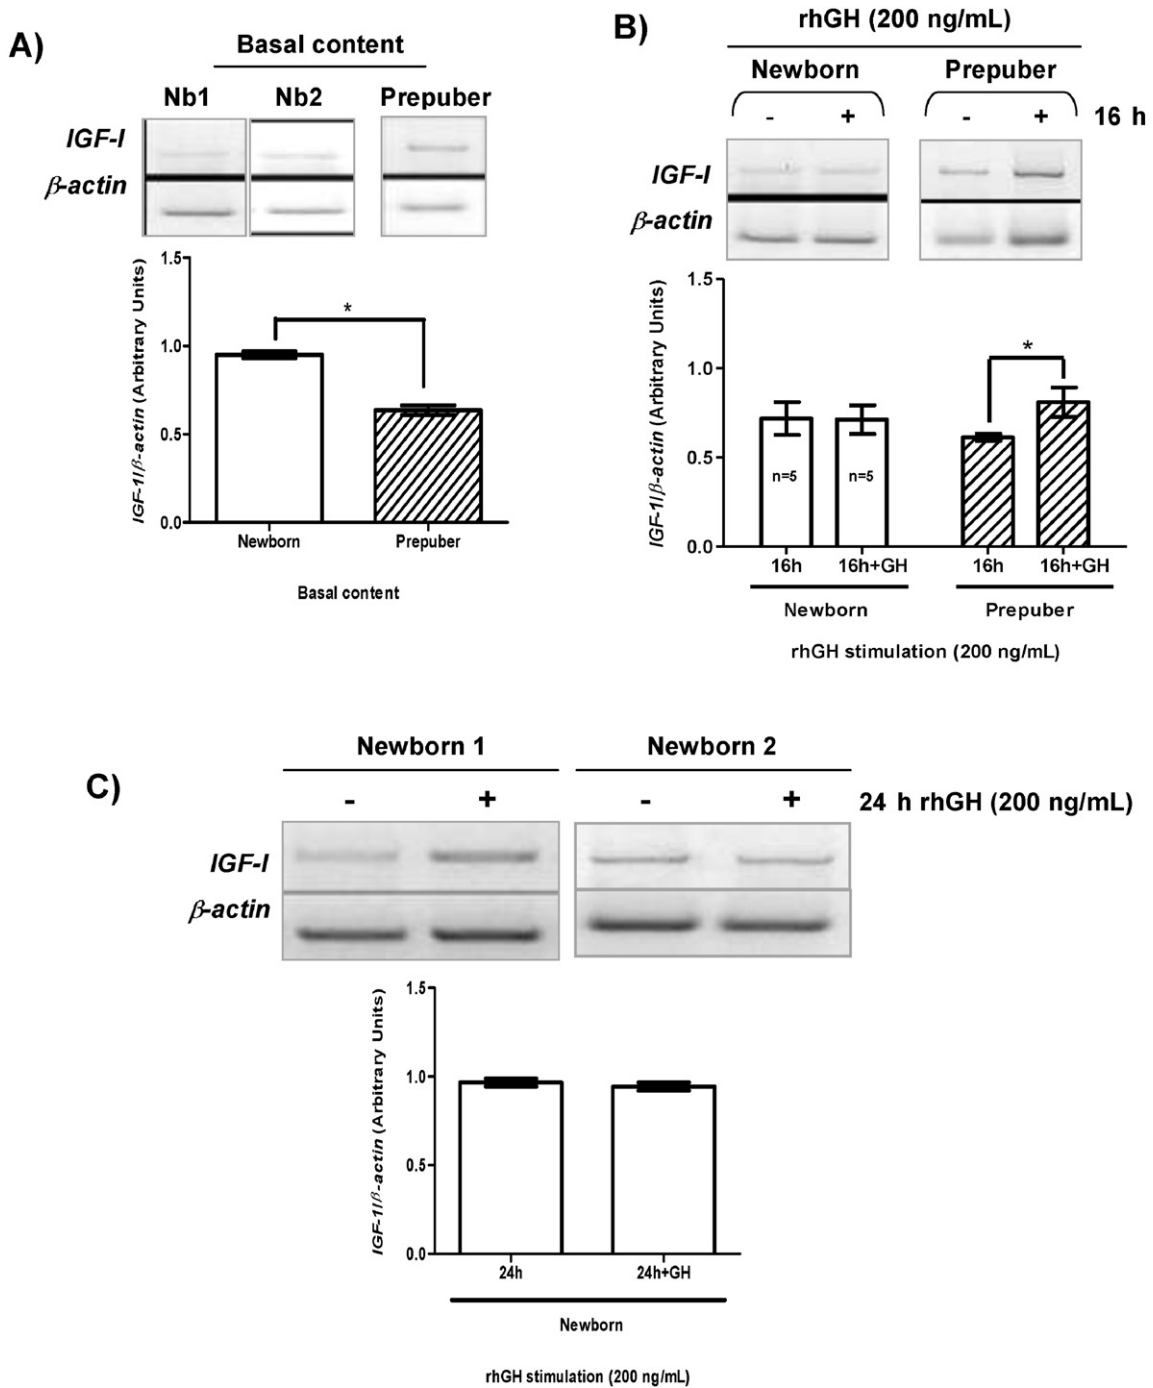 A)
Basal content
Nb1 Nb2 Prepuber
IGF-I
β-actin
IGF-1/β-actin (Arbitrary Units)
1.5
1.0
0.5
0.0
*
Newborn Prepuber
Basal content
B)
rhGH (200 ng/mL)
Newborn Prepuber
- + - + 16 h
IGF-I
β-actin
IGF-1/β-actin (Arbitrary Units)
1.5
1.0
0.5
0.0
*
n=5 n=5
16h 16h+GH 16h 16h+GH
Newborn Prepuber
rhGH stimulation (200 ng/mL)
C)
Newborn 1 Newborn 2
- + - + 24 h rhGH (200 ng/mL)
IGF-I
β-actin
IGF-1/β-actin (Arbitrary Units)
1.5
1.0
0.5
0.0
24h 24h+GH
Newborn
rhGH stimulation (200 ng/mL)